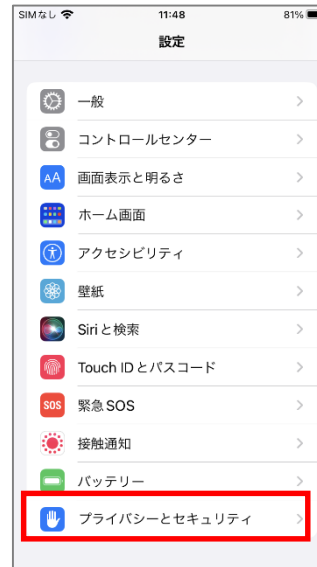 SIMなし 11:48 81%
設定
一般
コントロールセンター
AA 画面表示と明るさ
ホーム画面
アクセシビリティ
壁紙
Siriと検索
Touch IDとパスコード
SOS 緊急SOS
接触通知
バッテリー
プライバシーとセキュリティ